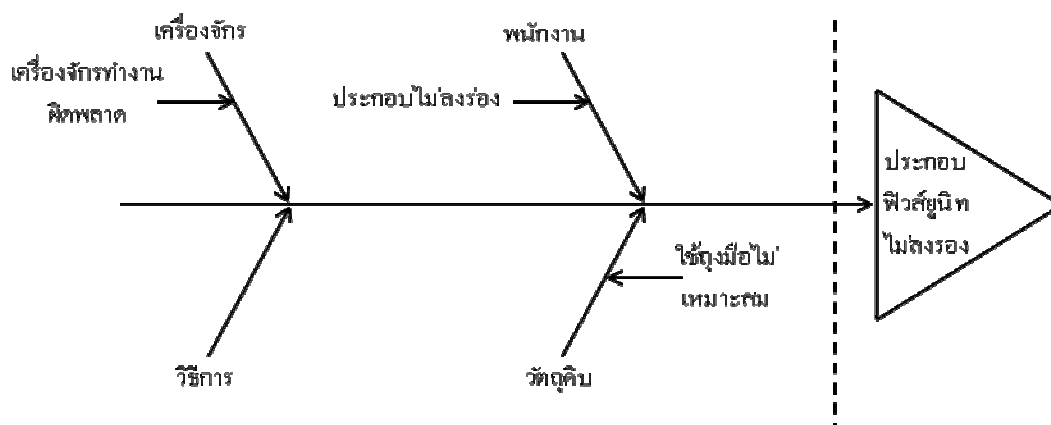 เครื่องจักร
พนักงาน
เครื่องจักรทำงาน
ผิดพลาด
ประกอบไม่ลงร่อง
ประกอบ
ฟิวส์ยูนิท
ไม่ลงรอง
ใช้ถุงมือไม่
เหมาะสม
วิธีการ
วัตถุดิบ